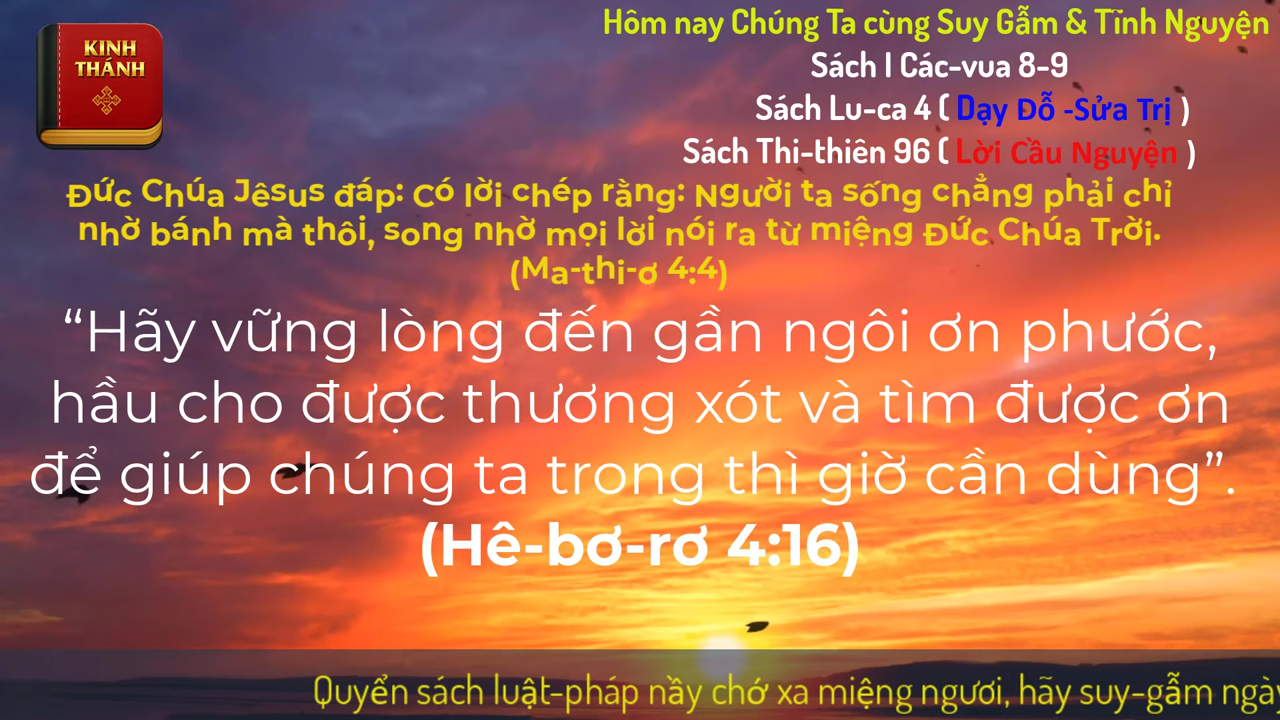 KINH
THÁNH
Hôm nay Chúng Ta cùng Suy Gẫm & Tĩnh Nguyện
Sách I Các-vua 8-9
Sách Lu-ca 4 ( Dạy Đỗ -Sửa Trị )
Sách Thi-thiên 96 ( Lời Cầu Nguyện )
Đức Chúa Jêsus đáp: Có lời chép rằng: Người ta sống chẳng phải chỉ
nhờ bánh mà thôi, song nhờ mọi lời nói ra từ miệng Đức Chúa Trời.
(Ma-thi-ơ 4:4)
“Hãy vững lòng đến gần ngôi ơn phước,
hầu cho được thương xót và tìm được ơn
để giúp chúng ta trong thì giờ cần dùng”.
(Hê-bơ-rơ 4:16)
Quyển sách luật-pháp nầy chớ xa miệng ngươi, hãy suy-gẫm ngày